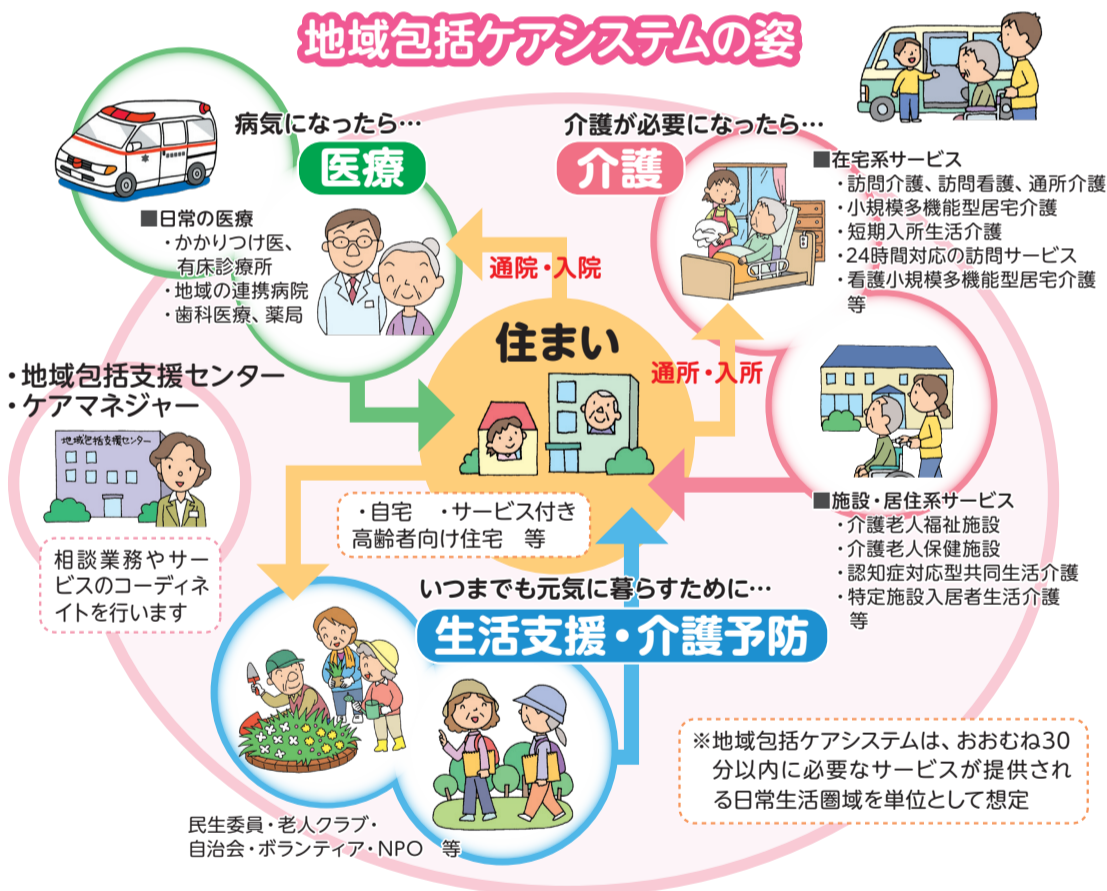 地域包括ケアシステムの姿
病気になったら…
医療
■日常の医療
・かかりつけ医、
有床診療所
・地域の連携病院
・歯科医療、薬局
介護が必要になったら…
介護
■在宅系サービス
・訪問介護、訪問看護、通所介護
・小規模多機能型居宅介護
・短期入所生活介護
・24時間対応の訪問サービス
・看護小規模多機能型居宅介護
等
通院・入院
住まい
通所・入所
・地域包括支援センター
・ケアマネジャー
地域包括支援センター
相談業務やサー
ビスのコーディネ
イトを行います
・自宅 ・サービス付き
高齢者向け住宅 等
■施設・居住系サービス
・介護老人福祉施設
・介護老人保健施設
・認知症対応型共同生活介護
・特定施設入居者生活介護
等
いつまでも元気に暮らすために…
生活支援・介護予防
民生委員・老人クラブ・
自治会・ボランティア・NPO 等
※地域包括ケアシステムは、おおむね30
分以内に必要なサービスが提供され
る日常生活圏域を単位として想定